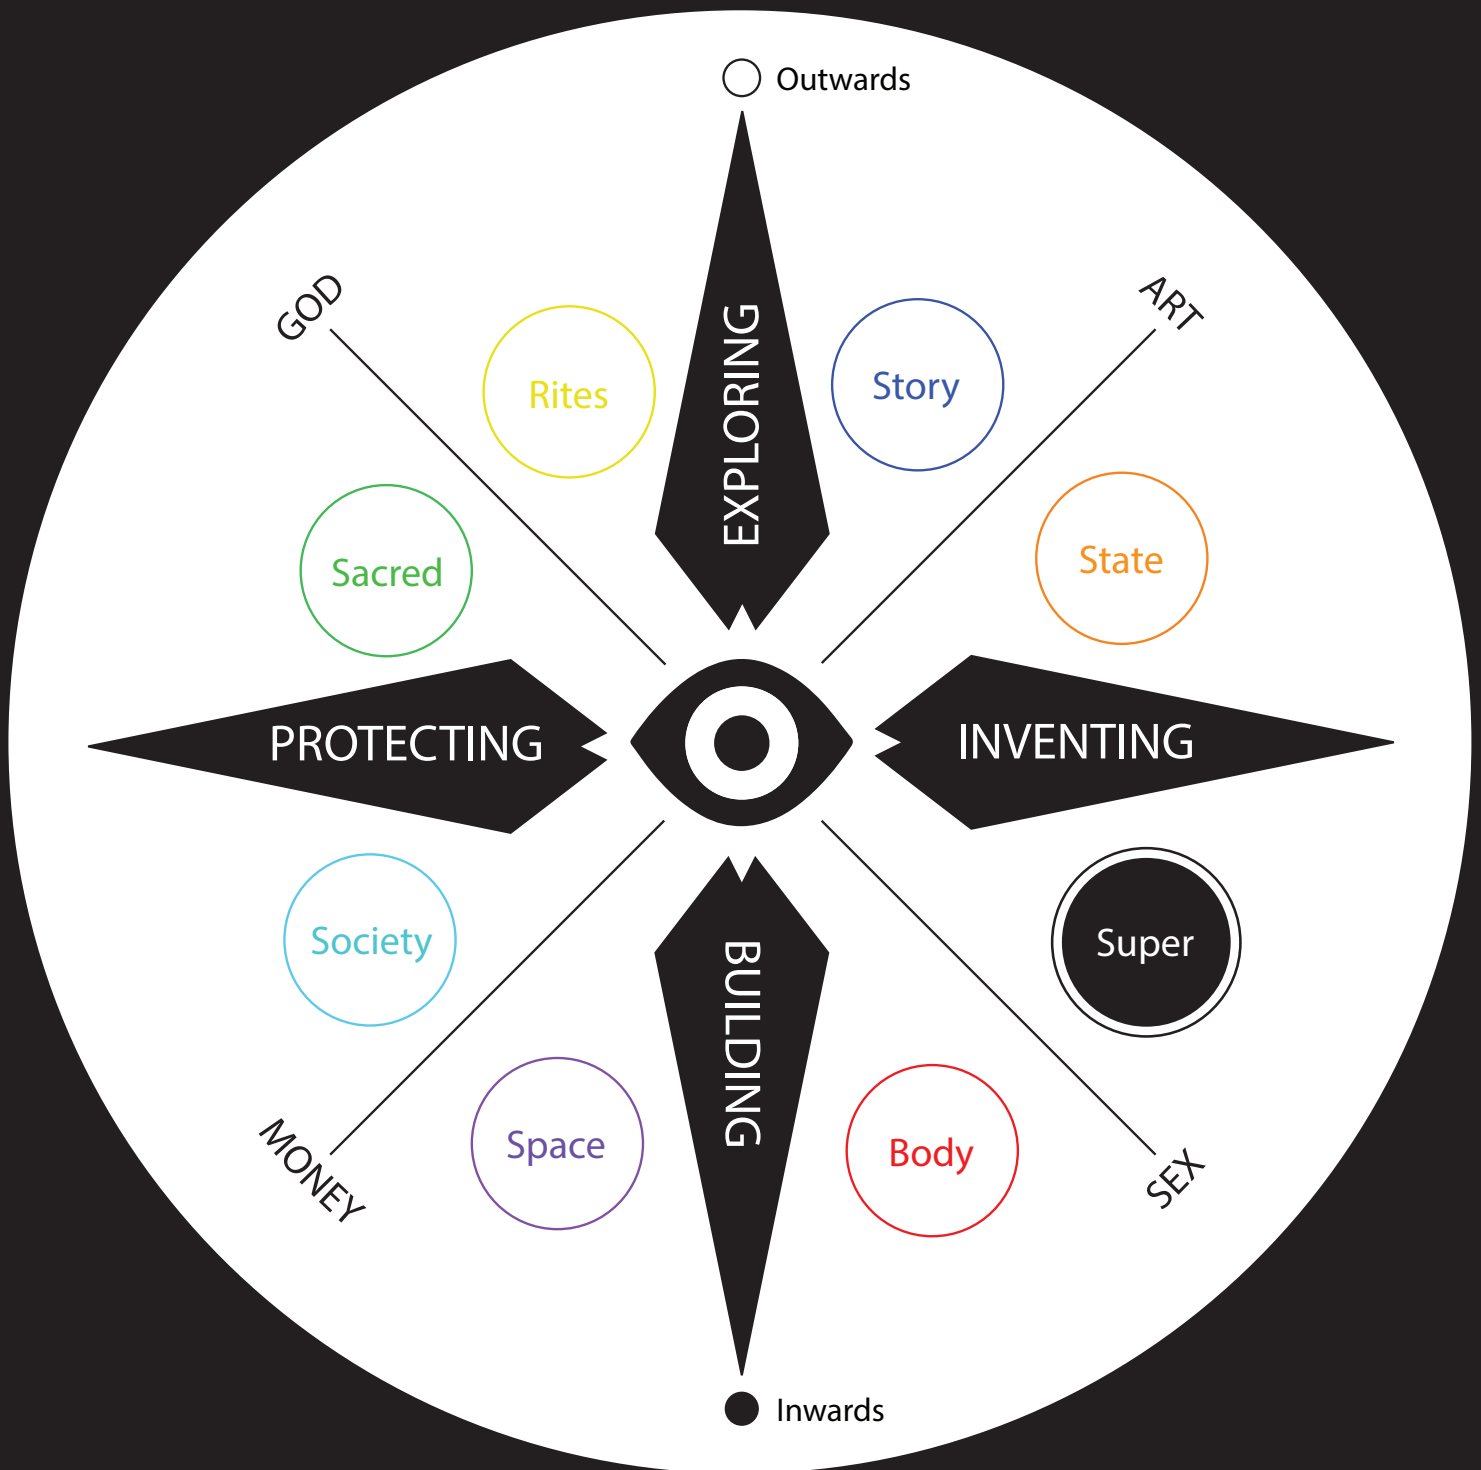 Outwards
GOD
ART
Rites
EXPLORING
Story
Sacred
State
PROTECTING
INVENTING
Society
Super
BUILDING
Space
Body
MONEY
SEX
Inwards